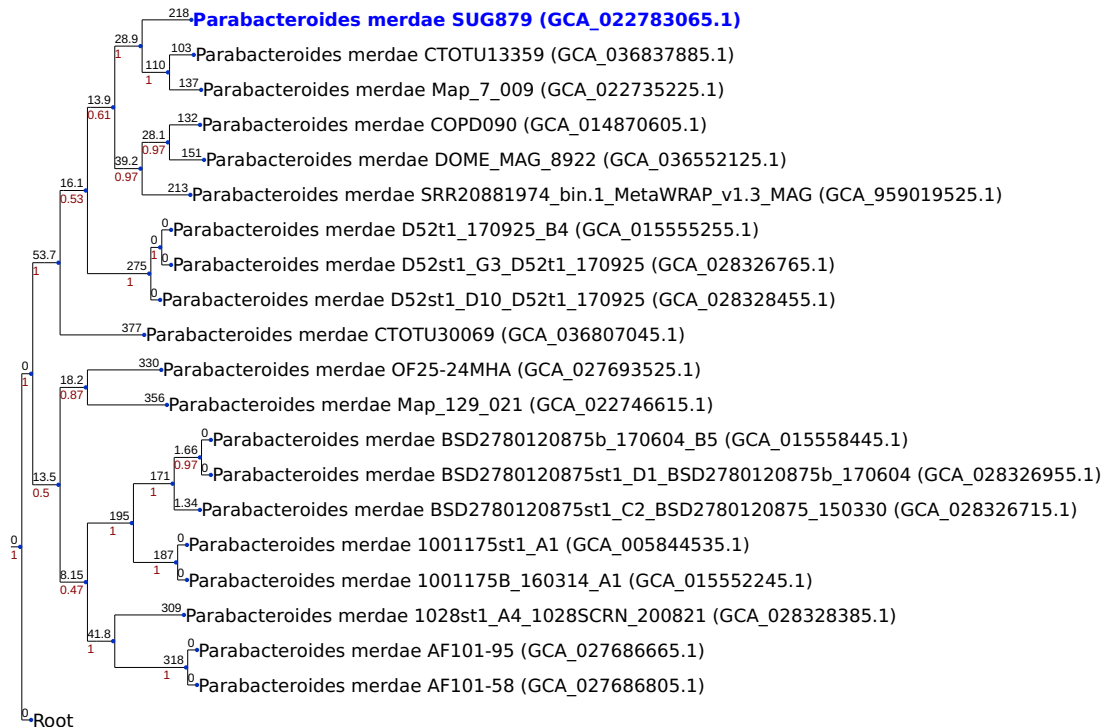 218 Parabacteroides merdae SUG879 (GCA_022783065.1)
28.9
1
103 Parabacteroides merdae CTOTU13359 (GCA_036837885.1)
110
1
137 Parabacteroides merdae Map_7_009 (GCA_022735225.1)
13.9
0.61
132 Parabacteroides merdae COPD090 (GCA_014870605.1)
28.1
0.97
151 Parabacteroides merdae DOME_MAG_8922 (GCA_036552125.1)
39.2
0.97
213 Parabacteroides merdae SRR20881974_bin.1_MetaWRAP_v1.3_MAG (GCA_959019525.1)
16.1
0.53
0 Parabacteroides merdae D52t1_170925_B4 (GCA_015555255.1)
0
1
0 Parabacteroides merdae D52st1_G3_D52t1_170925 (GCA_028326765.1)
275
1
0 Parabacteroides merdae D52st1_D10_D52t1_170925 (GCA_028328455.1)
53.7
1
377 Parabacteroides merdae CTOTU30069 (GCA_036807045.1)
0
1
330 Parabacteroides merdae OF25-24MHA (GCA_027693525.1)
18.2
0.87
356 Parabacteroides merdae Map_129_021 (GCA_022746615.1)
13.5
0.5
0 Parabacteroides merdae BSD2780120875b_170604_B5 (GCA_015558445.1)
1.66
0.97
0 Parabacteroides merdae BSD2780120875st1_D1_BSD2780120875b_170604 (GCA_028326955.1)
171
1
1.34 Parabacteroides merdae BSD2780120875st1_C2_BSD2780120875_150330 (GCA_028326715.1)
195
1
0 Parabacteroides merdae 1001175st1_A1 (GCA_005844535.1)
187
1
0 Parabacteroides merdae 1001175B_160314_A1 (GCA_015552245.1)
8.15
0.47
309 Parabacteroides merdae 1028st1_A4_1028SCRN_200821 (GCA_028328385.1)
41.8
1
0 Parabacteroides merdae AF101-95 (GCA_027686665.1)
318
1
0 Parabacteroides merdae AF101-58 (GCA_027686805.1)
0
1
0 Root